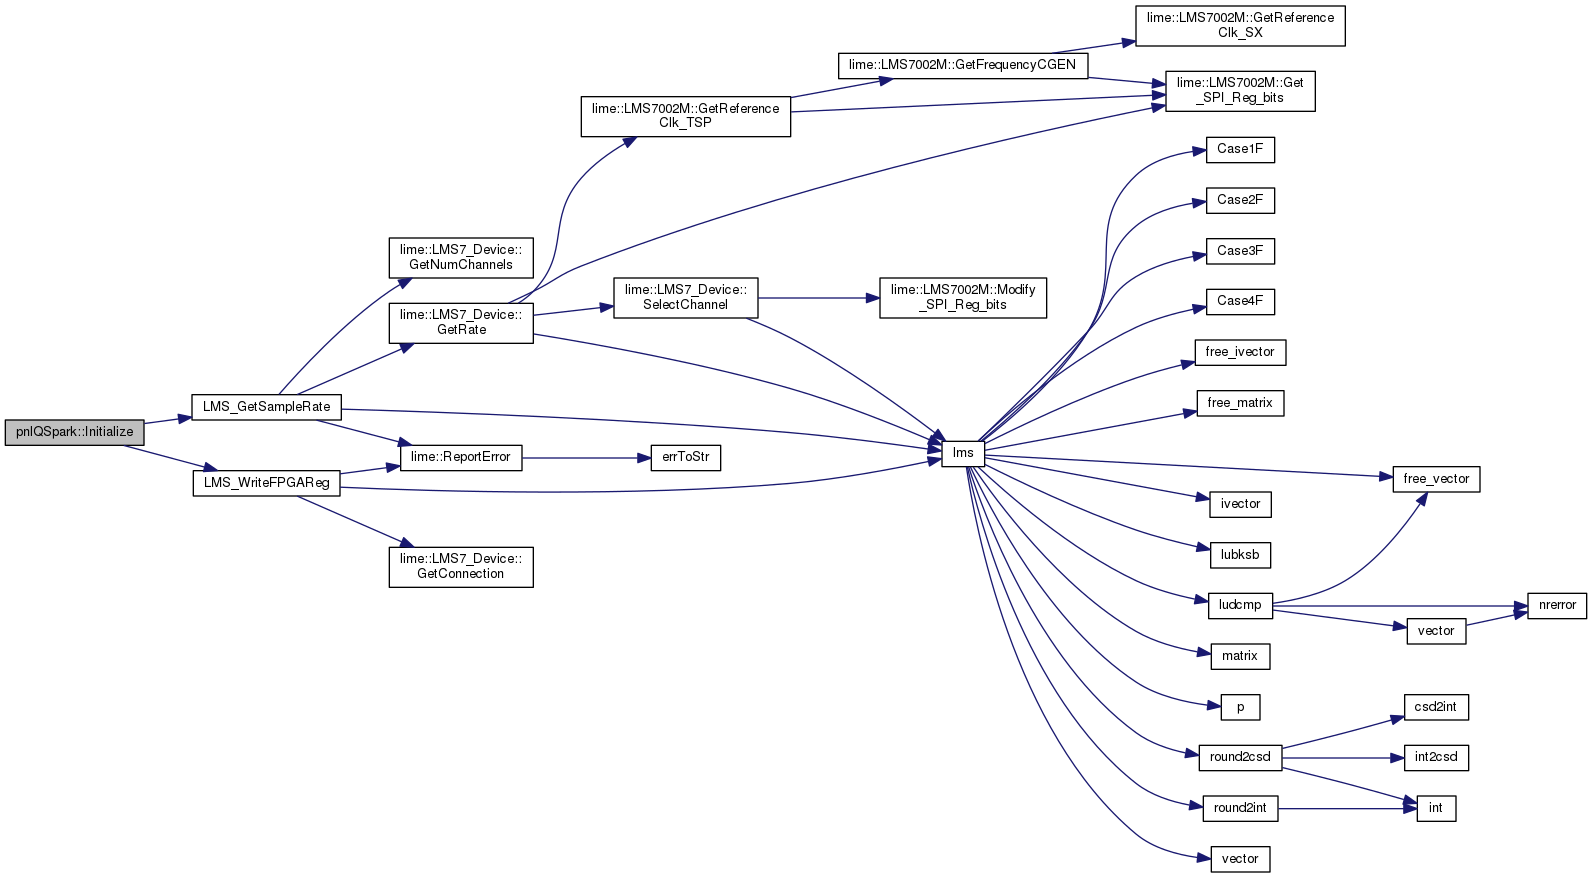 lime::LMS7002M::GetReference
Clk_SX
lime::LMS7002M::GetFrequencyCGEN
lime::LMS7002M::Get
_SPI_Reg_bits
lime::LMS7002M::GetReference
Clk_TSP
Case1F
Case2F
lime::LMS7_Device::
GetNumChannels
Case3F
lime::LMS7_Device::
SelectChannel
lime::LMS7002M::Modify
_SPI_Reg_bits
Case4F
lime::LMS7_Device::
GetRate
free_ivector
LMS_GetSampleRate
free_matrix
pnlQSpark::Initialize
lime::ReportError
errToStr
lms
LMS_WriteFPGAReg
free_vector
ivector
lime::LMS7_Device::
GetConnection
lubksb
ludcmp
nrerror
vector
matrix
p
csd2int
round2csd
int2csd
round2int
int
vector